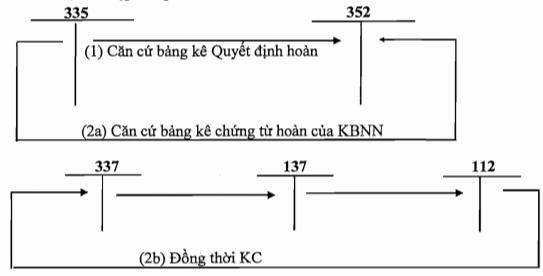 335 352
(1) Căn cứ bảng kê Quyết định hoàn
(2a) Căn cứ bảng kê chứng từ hoàn của KBNN
337 137 112
(2b) Đồng thời KC